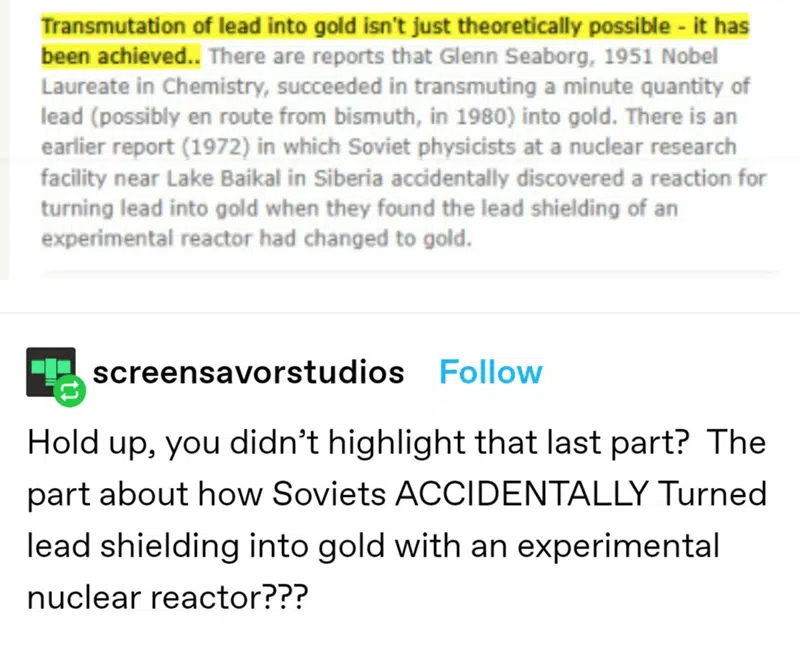 Transmutation of lead into gold isn't just theoretically possible - it has
been achieved.. There are reports that Glenn Seaborg, 1951 Nobel
Laureate in Chemistry, succeeded in transmuting a minute quantity of
lead (possibly en route from bismuth, in 1980) into gold. There is an
earlier report (1972) in which Soviet physicists at a nuclear research
facility near Lake Baikal in Siberia accidentally discovered a reaction for
turning lead into gold when they found the lead shielding of an
experimental reactor had changed to gold.
screensavorstudios Follow
Hold up, you didn’t highlight that last part? The
part about how Soviets ACCIDENTALLY Turned
lead shielding into gold with an experimental
nuclear reactor???